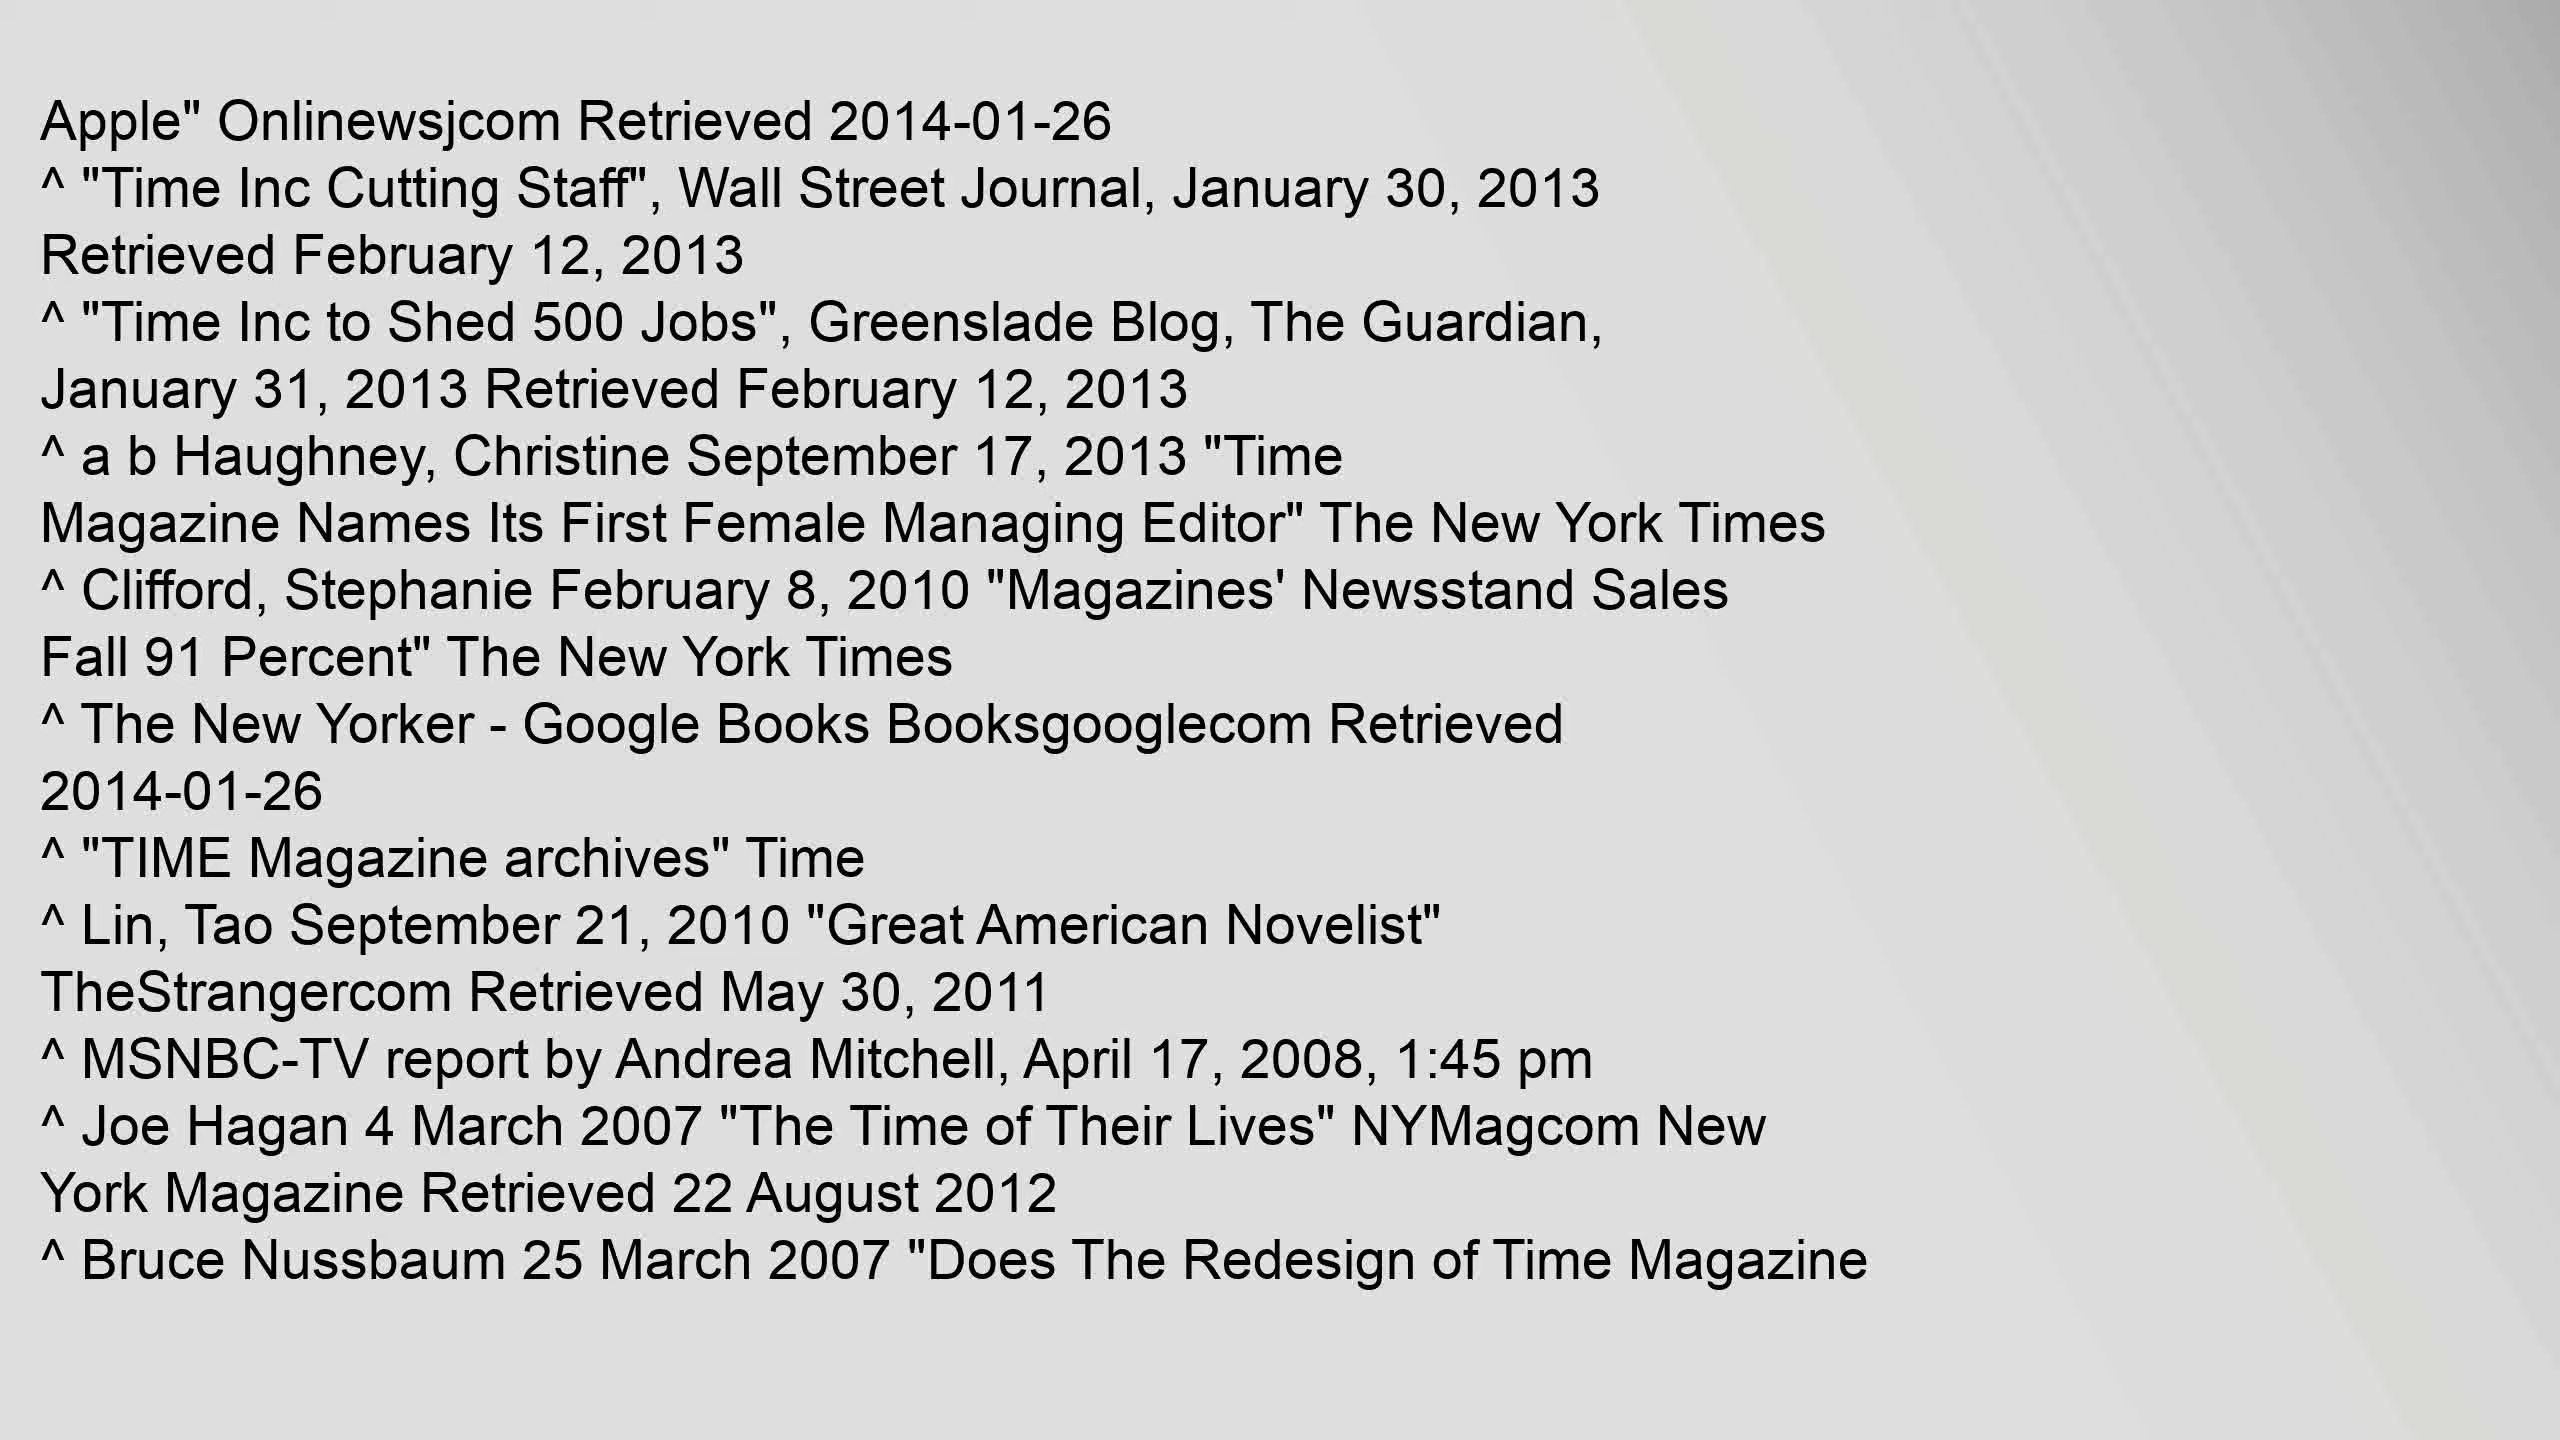 Apple" Onlinewsjcom Retrieved 2014-01-26
^ "Time Inc Cutting Staff", Wall Street Journal, January 30, 2013
Retrieved February 12, 2013
^ "Time Inc to Shed 500 Jobs", Greenslade Blog, The Guardian,
January 31, 2013 Retrieved February 12, 2013
^ a b Haughney, Christine September 17, 2013 "Time
Magazine Names Its First Female Managing Editor" The New York Times
^ Clifford, Stephanie February 8, 2010 "Magazines' Newsstand Sales
Fall 91 Percent" The New York Times
^ The New Yorker - Google Books Booksgooglecom Retrieved
2014-01-26
^ "TIME Magazine archives" Time
^ Lin, Tao September 21, 2010 "Great American Novelist"
TheStrangercom Retrieved May 30, 2011
^ MSNBC-TV report by Andrea Mitchell, April 17, 2008, 1:45 pm
^ Joe Hagan 4 March 2007 "The Time of Their Lives" NYMagcom New
York Magazine Retrieved 22 August 2012
^ Bruce Nussbaum 25 March 2007 "Does The Redesign of Time Magazine